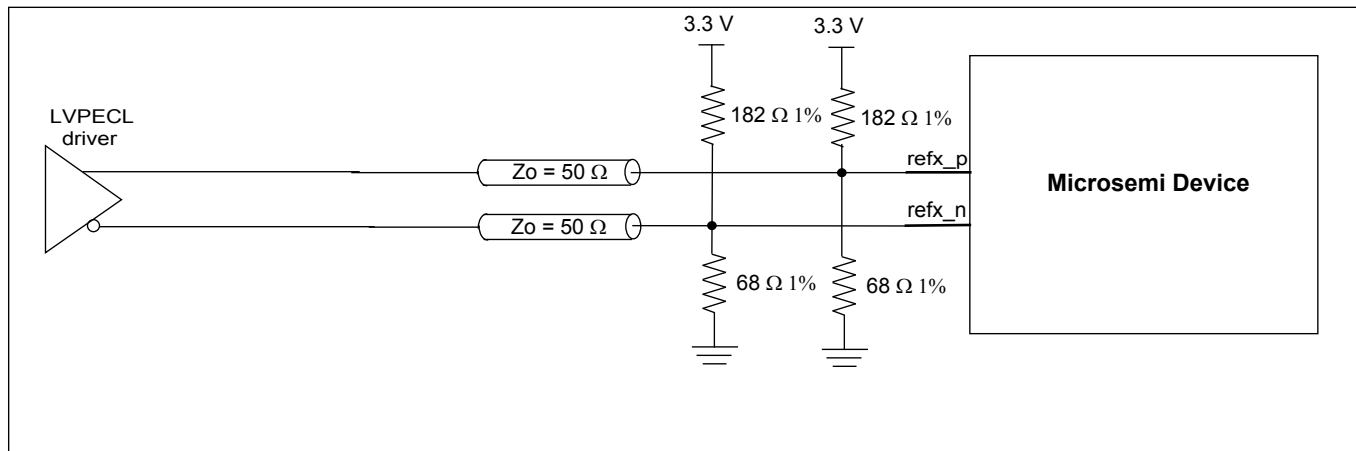 3.3 V
3.3 V
LVPECL
driver
182 Ω 1%
182 Ω 1%
Zo = 50 Ω
refx_p
Microsemi Device
Zo = 50 Ω
refx_n
68 Ω 1%
68 Ω 1%